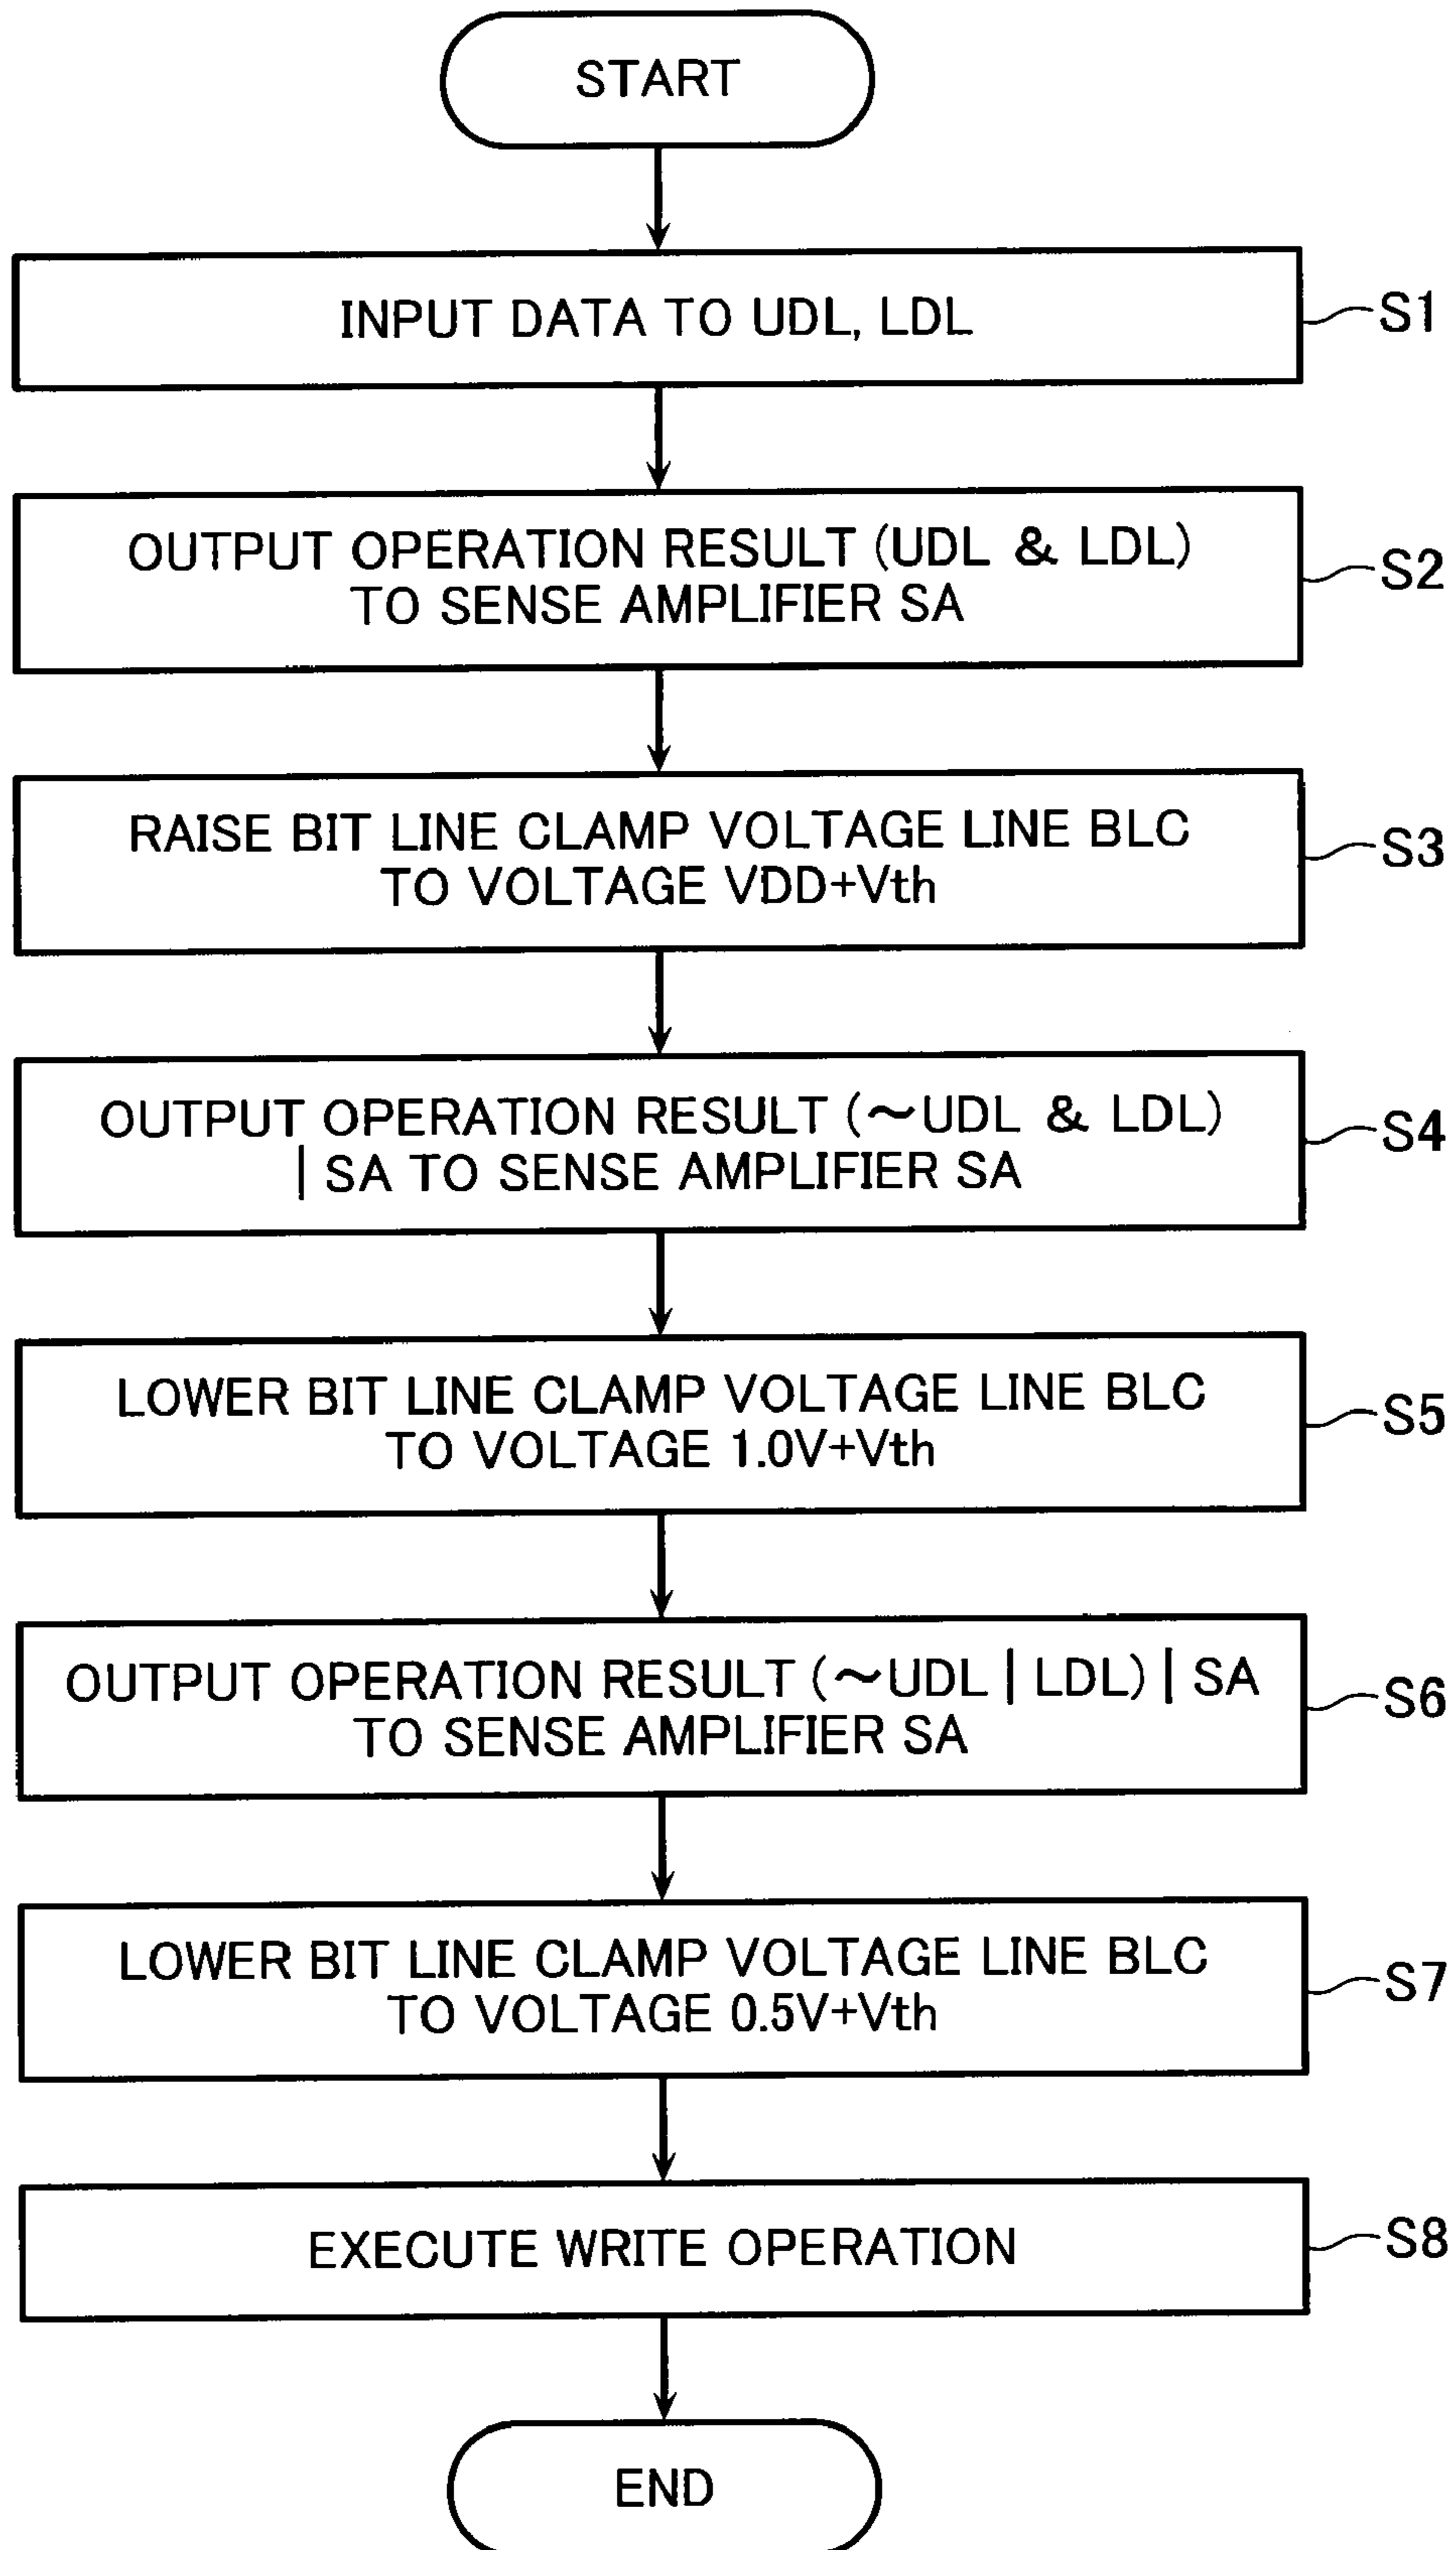 START
INPUT DATA TO UDL, LDL
S1
OUTPUT OPERATION RESULT (UDL & LDL)
TO SENSE AMPLIFIER SA
S2
RAISE BIT LINE CLAMP VOLTAGE LINE BLC
TO VOLTAGE VDD+Vth
S3
OUTPUT OPERATION RESULT (~UDL & LDL)
| SA TO SENSE AMPLIFIER SA
S4
LOWER BIT LINE CLAMP VOLTAGE LINE BLC
TO VOLTAGE 1.0V+Vth
S5
OUTPUT OPERATION RESULT (~UDL | LDL) | SA
TO SENSE AMPLIFIER SA
S6
LOWER BIT LINE CLAMP VOLTAGE LINE BLC
TO VOLTAGE 0.5V+Vth
S7
EXECUTE WRITE OPERATION
S8
END